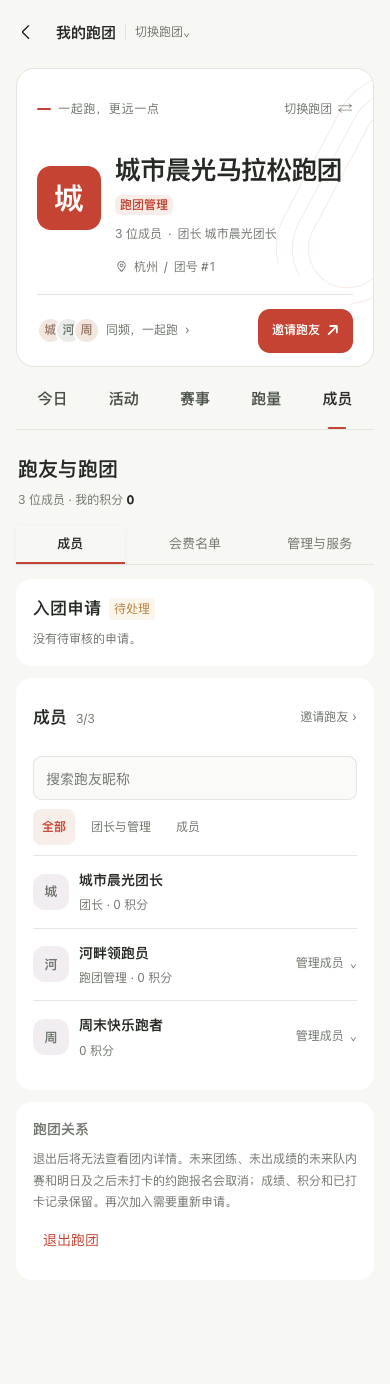 我的跑团 切换跑团
一起跑，更远一点 切换跑团
城
城市晨光马拉松跑团
跑团管理
3 位成员 · 团长 城市晨光团长
杭州 / 团号 #1
城 河 周 同频，一起跑 ›
邀请跑友
今日 活动 赛事 跑量 成员
跑友与跑团
3 位成员 · 我的积分 0
成员 会费名单 管理与服务
入团申请 待处理
没有待审核的申请。
成员 3/3 邀请跑友 ›
搜索跑友昵称
全部 团长与管理 成员
城 城市晨光团长
团长 · 0 积分
河 河畔领跑员
跑团管理 · 0 积分
管理成员
周 周末快乐跑者
0 积分
管理成员
跑团关系
退出后将无法查看团内详情。未来团练、未出成绩的未来队内
赛和明日及之后未打卡的约跑报名会取消；成绩、积分和已打
卡记录保留。再次加入需要重新申请。
退出跑团